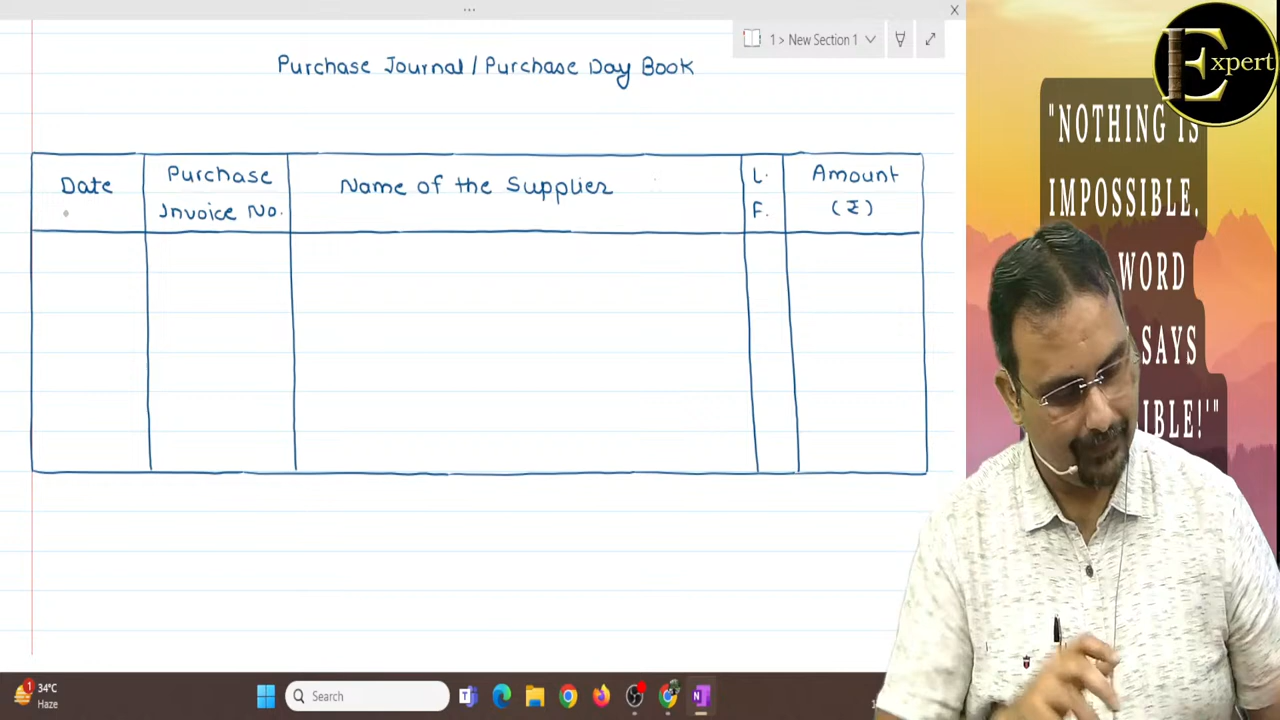 1 > New Section 1
Purchase Journal / Purchase Day Book
Date
Purchase
Invoice No.
Name of the Supplier
L.
F.
Amount
(₹)
Expert
"NOTHING IS
IMPOSSIBLE.
WORD
SAYS
IBLE!'"
1
34°C
Haze
Search